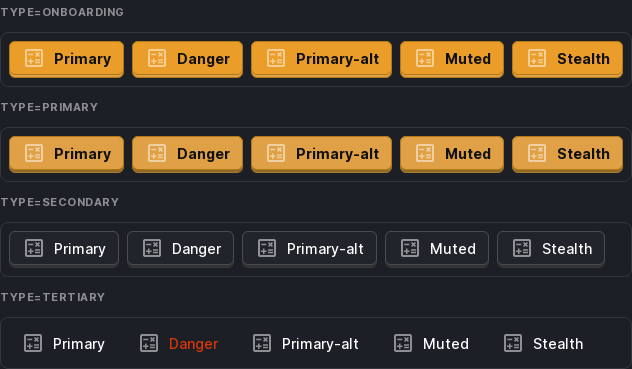 TYPE=ONBOARDING
Primary Danger Primary-alt Muted Stealth
TYPE=PRIMARY
Primary Danger Primary-alt Muted Stealth
TYPE=SECONDARY
Primary Danger Primary-alt Muted Stealth
TYPE=TERTIARY
Primary Danger Primary-alt Muted Stealth